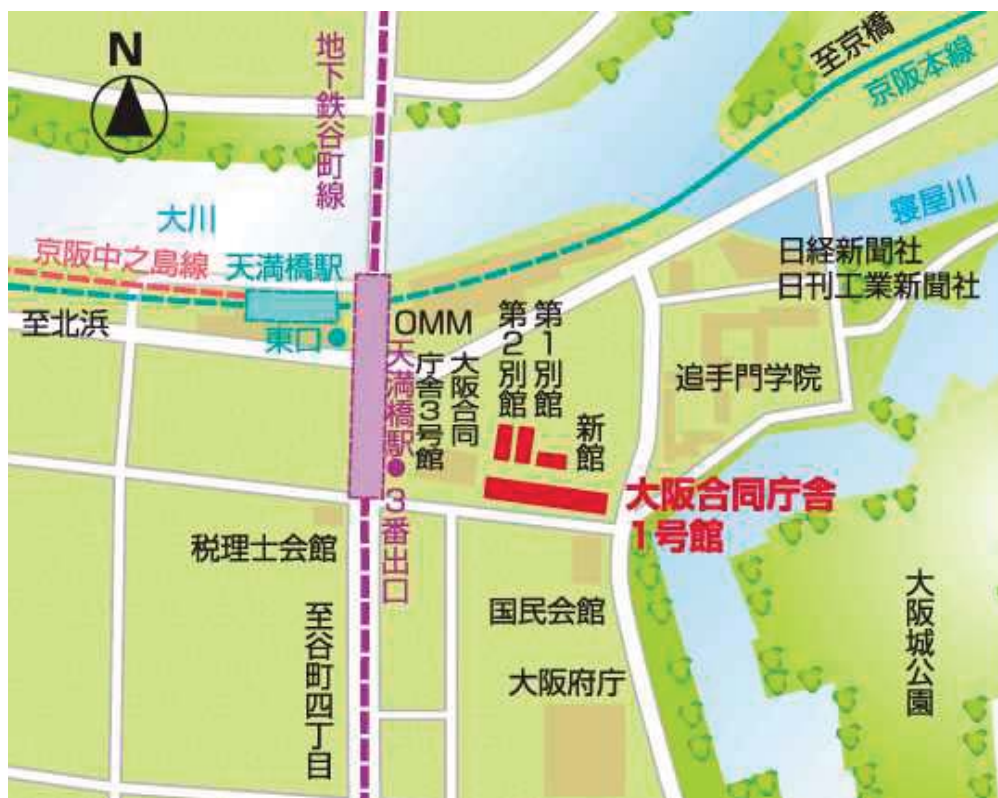 N
地下鉄谷町線
至京橋
京阪本線
大川
寝屋川
京阪中之島線
天満橋駅
日経新聞社
日刊工業新聞社
至北浜
東口
OMM
天満橋駅
3番出口
大阪合同
庁舎3号館
第2別館
第1別館
新館
追手門学院
大阪合同庁舎
1号館
税理士会館
国民会館
大阪府庁
至谷町四丁目
大阪城公園